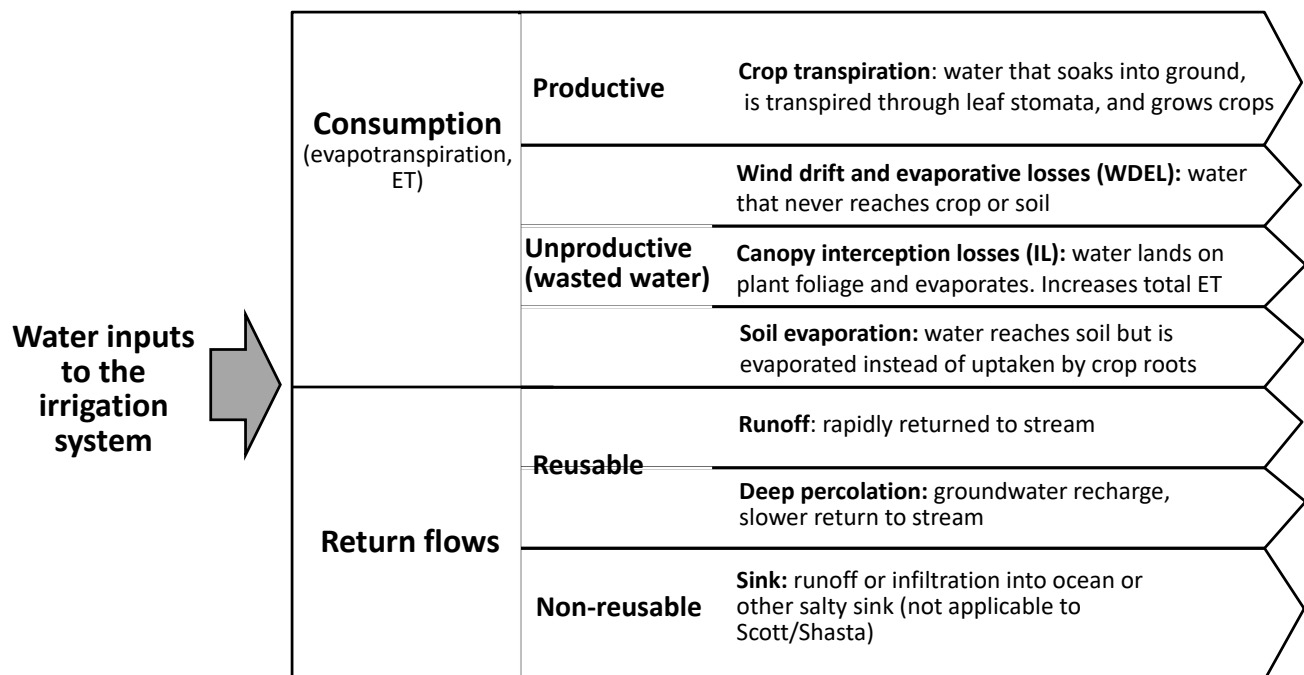 Water inputs
to the
irrigation
system
Consumption
(evapotranspiration,
ET)
Productive
Crop transpiration: water that soaks into ground,
is transpired through leaf stomata, and grows crops
Unproductive
(wasted water)
Wind drift and evaporative losses (WDEL): water
that never reaches crop or soil
Canopy interception losses (IL): water lands on
plant foliage and evaporates. Increases total ET
Soil evaporation: water reaches soil but is
evaporated instead of uptaken by crop roots
Return flows
Reusable
Runoff: rapidly returned to stream
Deep percolation: groundwater recharge,
slower return to stream
Non-reusable
Sink: runoff or infiltration into ocean or
other salty sink (not applicable to
Scott/Shasta)